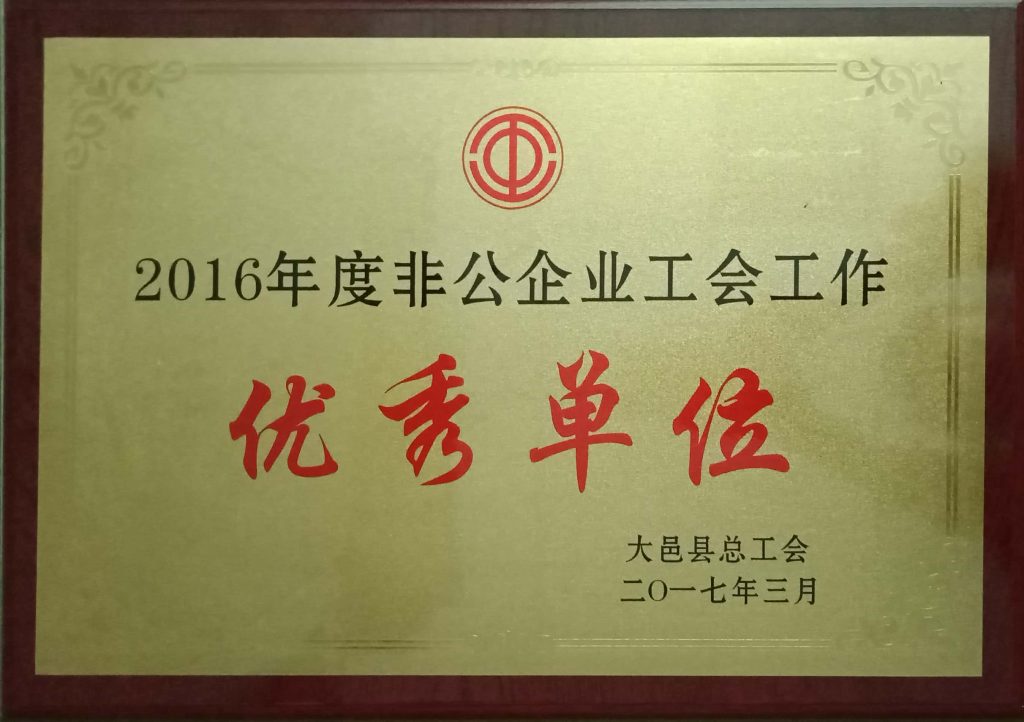 2016年度非公企业工会工作
优秀单位
大邑县总工会
二〇一七年三月